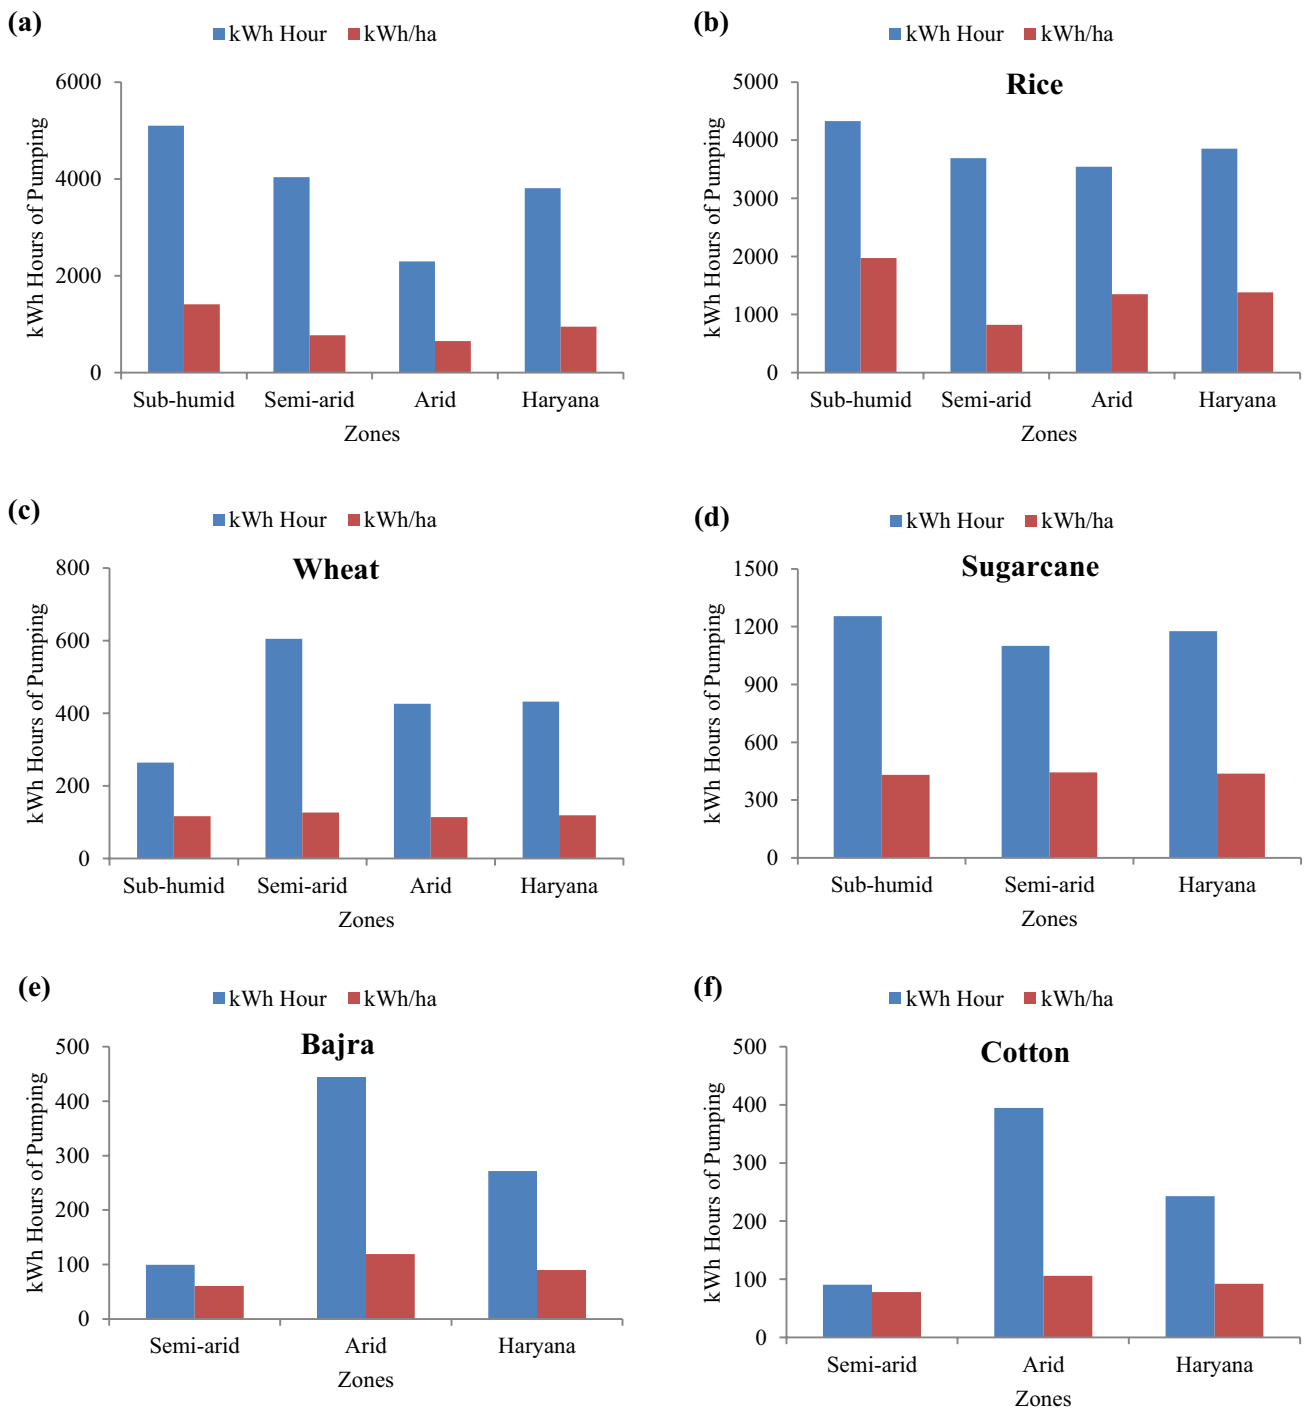 (a)
kWh Hour kWh/ha
kWh Hours of Pumping
6000
4000
2000
0
Sub-humid Semi-arid Arid Haryana
Zones
(b)
kWh Hour kWh/ha
Rice
kWh Hours of Pumping
5000
4000
3000
2000
1000
0
Sub-humid Semi-arid Arid Haryana
Zones
(c)
kWh Hour kWh/ha
Wheat
kWh Hours of Pumping
800
600
400
200
0
Sub-humid Semi-arid Arid Haryana
Zones
(d)
kWh Hour kWh/ha
Sugarcane
kWh Hours of Pumping
1500
1200
900
600
300
0
Sub-humid Semi-arid Haryana
Zones
(e)
kWh Hour kWh/ha
Bajra
kWh Hours of Pumping
500
400
300
200
100
0
Semi-arid Arid Haryana
Zones
(f)
kWh Hour kWh/ha
Cotton
kWh Hours of Pumping
500
400
300
200
100
0
Semi-arid Arid Haryana
Zones